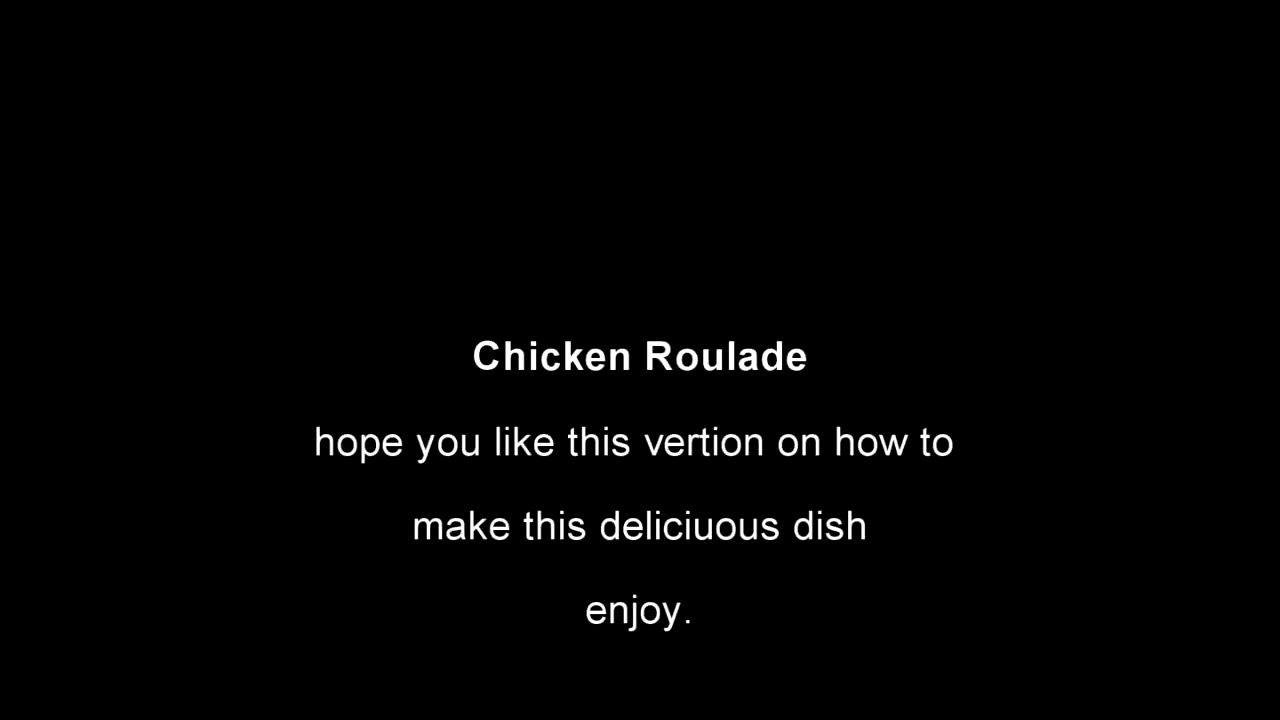 Chicken Roulade
hope you like this vertion on how to
make this deliciuous dish
enjoy.